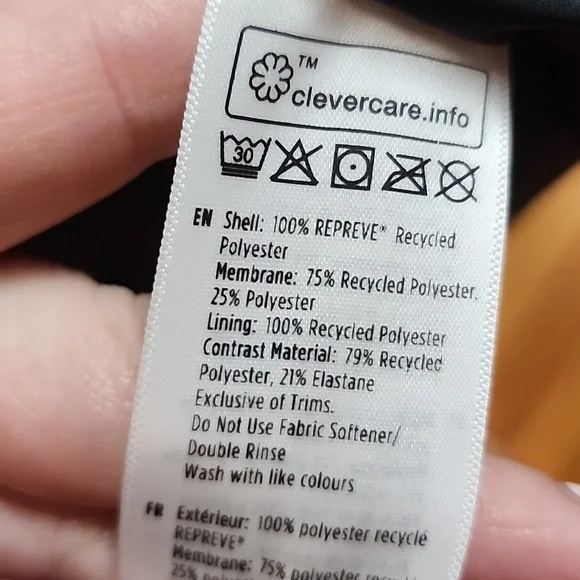 TM
clevercare.info
30
EN Shell: 100% REPREVE® Recycled
Polyester
Membrane: 75% Recycled Polyester,
25% Polyester
Lining: 100% Recycled Polyester
Contrast Material: 79% Recycled
Polyester, 21% Elastane
Exclusive of Trims.
Do Not Use Fabric Softener/
Double Rinse
Wash with like colours
FR Extérieur: 100% polyester recyclé
REPREVE®
Membrane: 75% polyester
25%